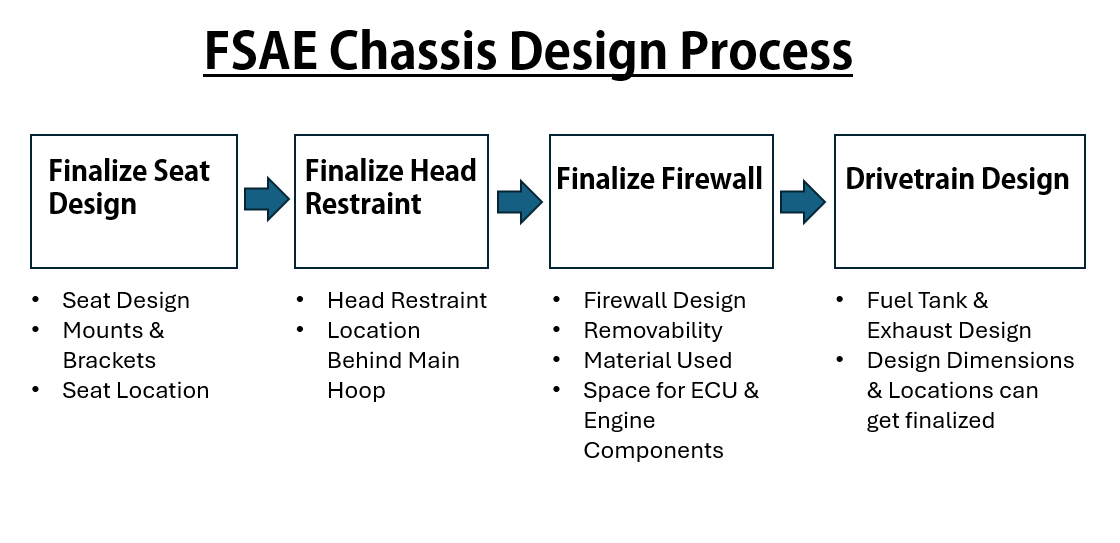 FSAE Chassis Design Process
Finalize Seat
Design
• Seat Design
• Mounts &
Brackets
• Seat Location
Finalize Head
Restraint
• Head Restraint
• Location
Behind Main
Hoop
Finalize Firewall
• Firewall Design
• Removability
• Material Used
• Space for ECU &
Engine
Components
Drivetrain Design
• Fuel Tank &
Exhaust Design
• Design Dimensions
& Locations can
get finalized